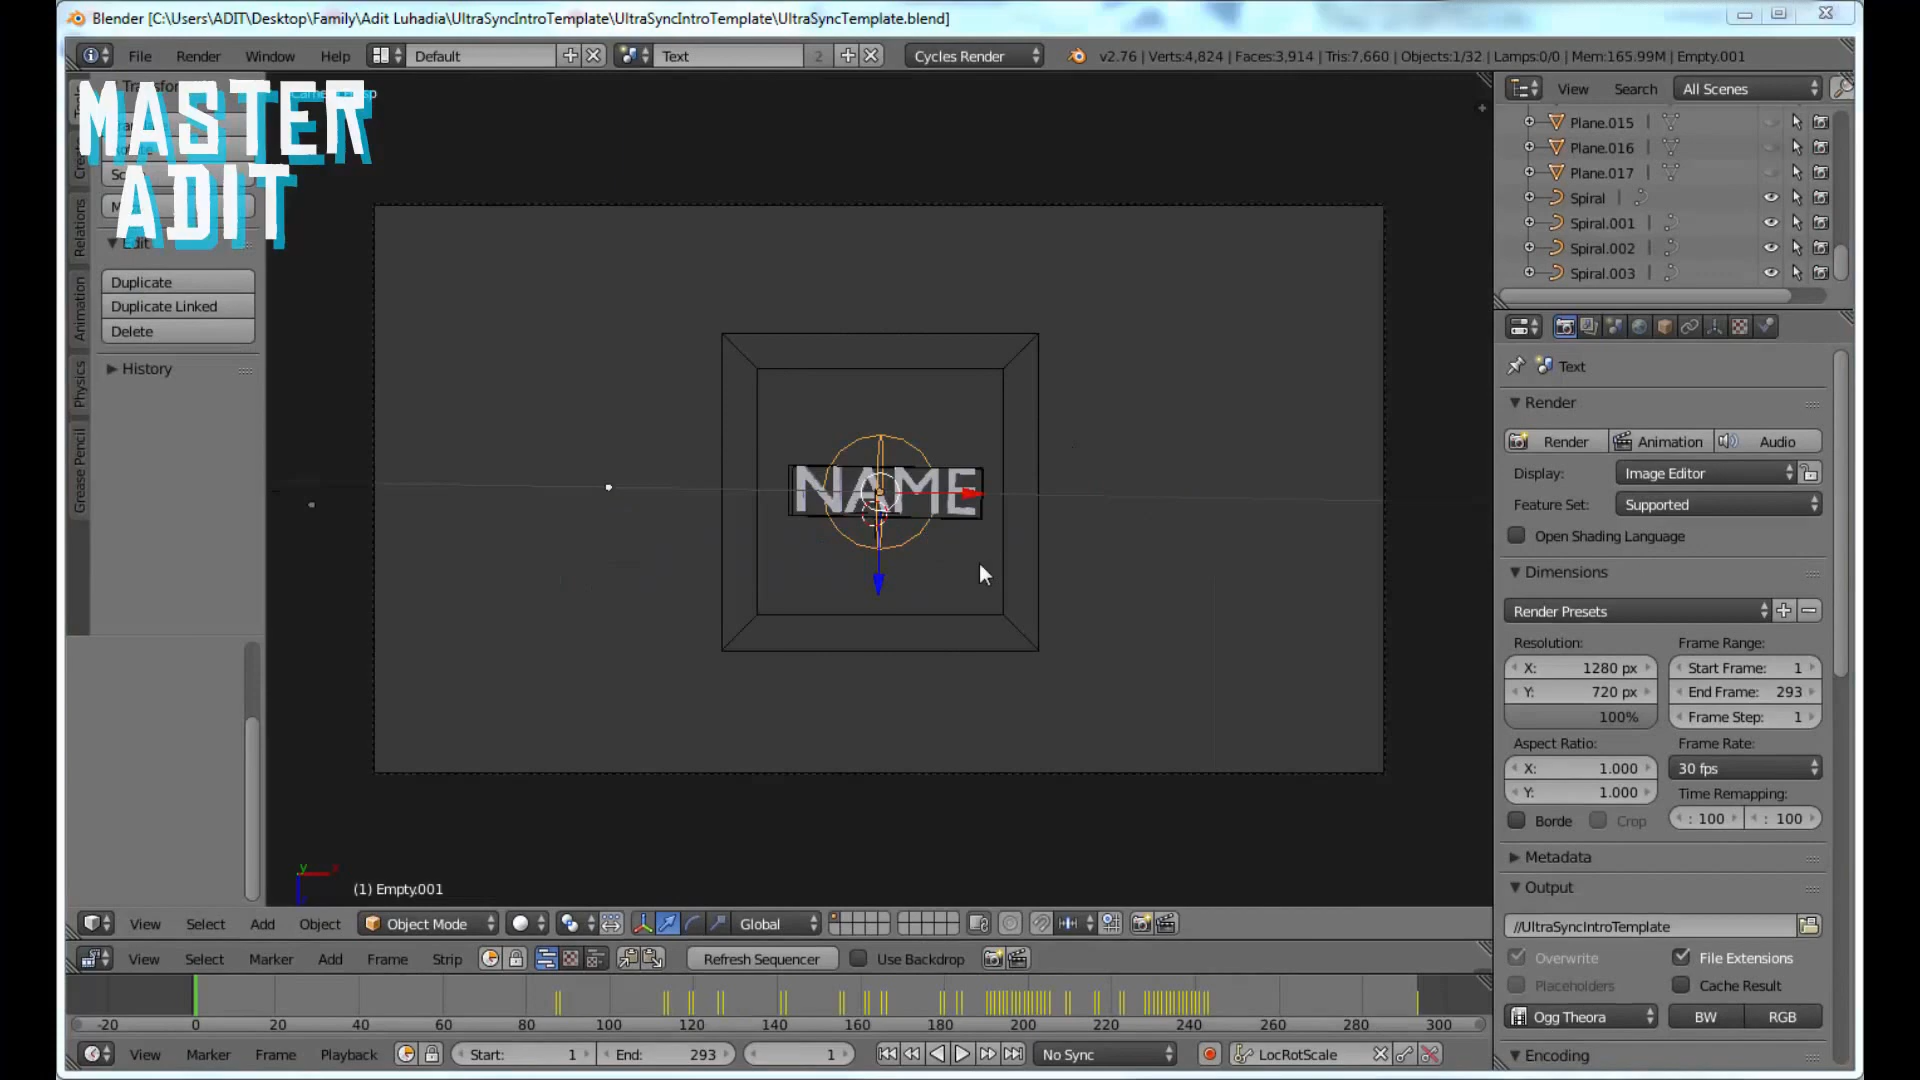 Blender [C:\Users\ADIT\Desktop\Family\Adit Luhadia\UltraSyncIntroTemplate\UltraSyncIntroTemplate\UltraSyncTemplate.blend]
File Render Window Help Default Text 2 Cycles Render v2.76 | Verts:4,824 | Faces:3,914 | Tris:7,660 | Objects:1/32 | Lamps:0/0 | Mem:165.99M | Empty.001
MASTER
ADIT
Edit
Duplicate
Duplicate Linked
Delete
History
Relations
Animation
Physics
Grease Pencil
NAME
(1) Empty.001
View Search All Scenes
Plane.015
Plane.016
Plane.017
Spiral
Spiral.001
Spiral.002
Spiral.003
Text
Render
Render Animation Audio
Display: Image Editor
Feature Set: Supported
Open Shading Language
Dimensions
Render Presets
Resolution: Frame Range:
X: 1280 px Start Frame: 1
Y: 720 px End Frame: 293
100% Frame Step: 1
Aspect Ratio: Frame Rate:
X: 1.000 30 fps
Y: 1.000 Time Remapping:
Borde Crop : 100 : 100
Metadata
Output
//UltraSyncIntroTemplate
Overwrite File Extensions
Placeholders Cache Result
Ogg Theora BW RGB
Encoding
View Select Add Object Object Mode Global
View Select Marker Add Frame Strip Refresh Sequencer Use Backdrop
-20 0 20 40 60 80 100 120 140 160 180 200 220 240 260 280 300
View Marker Frame Playback Start: 1 End: 293 1 No Sync LocRotScale